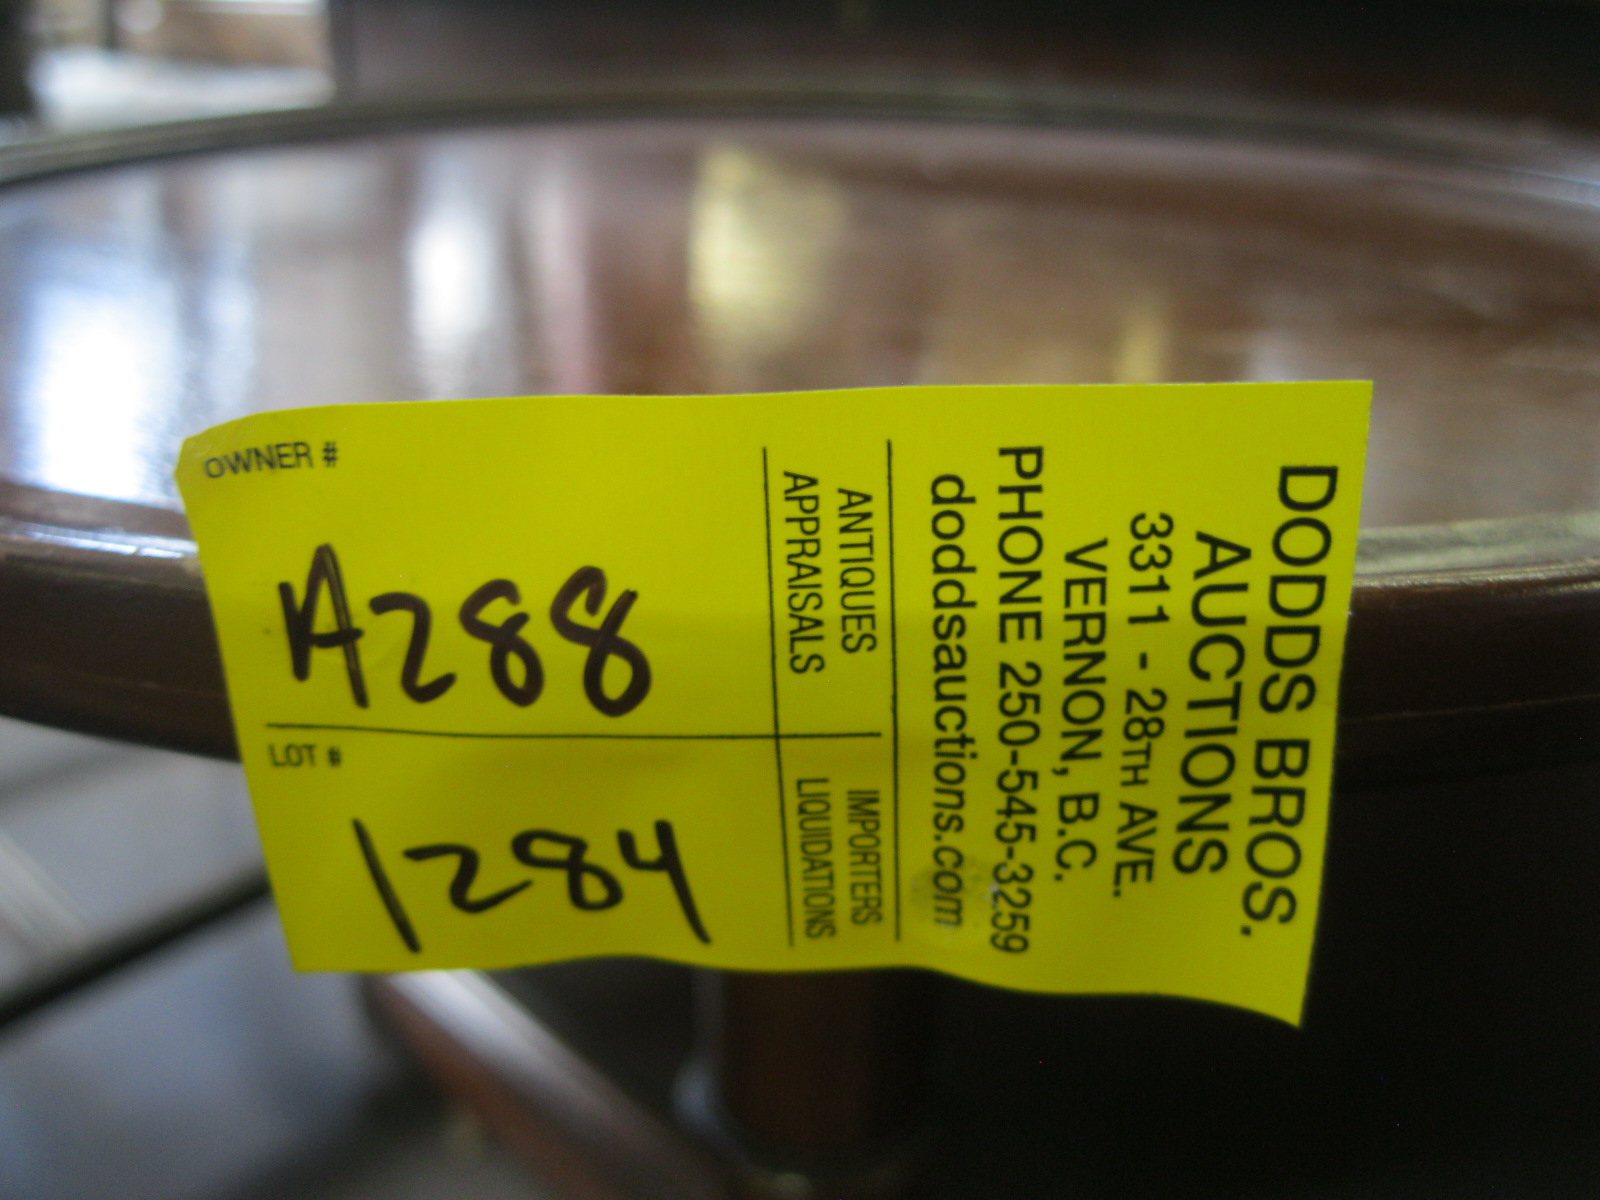 DODDS BROS.
AUCTIONS
3311 - 28TH AVE.
VERNON, B.C.
PHONE 250-545-3259
doddsauctions.com
ANTIQUES
APPRAISALS
IMPORTERS
LIQUIDATIONS
OWNER #
A288
LOT #
1284